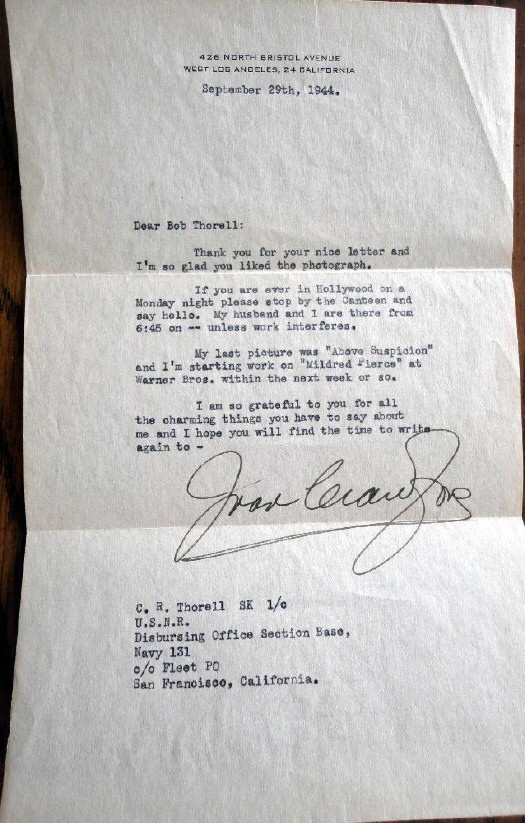 426 NORTH BRISTOL AVENUE
WEST LOS ANGELES, 24 CALIFORNIA
September 29th, 1944.
Dear Bob Thorell:
Thank you for your nice letter and
I'm so glad you liked the photograph.
If you are ever in Hollywood on a
Monday night please stop by the Canteen and
say hello. My husband and I are there from
6:45 on -- unless work interferes.
My last picture was "Above Suspicion"
and I'm starting work on "Mildred Pierce" at
Warner Bros. within the next week or so.
I am so grateful to you for all
the charming things you have to say about
me and I hope you will find the time to write
again to -
Joan Crawford
C. R. Thorell SK 1/c
U.S.N.R.
Disbursing Office Section Base,
Navy 131
c/o Fleet PO
San Francisco, California.